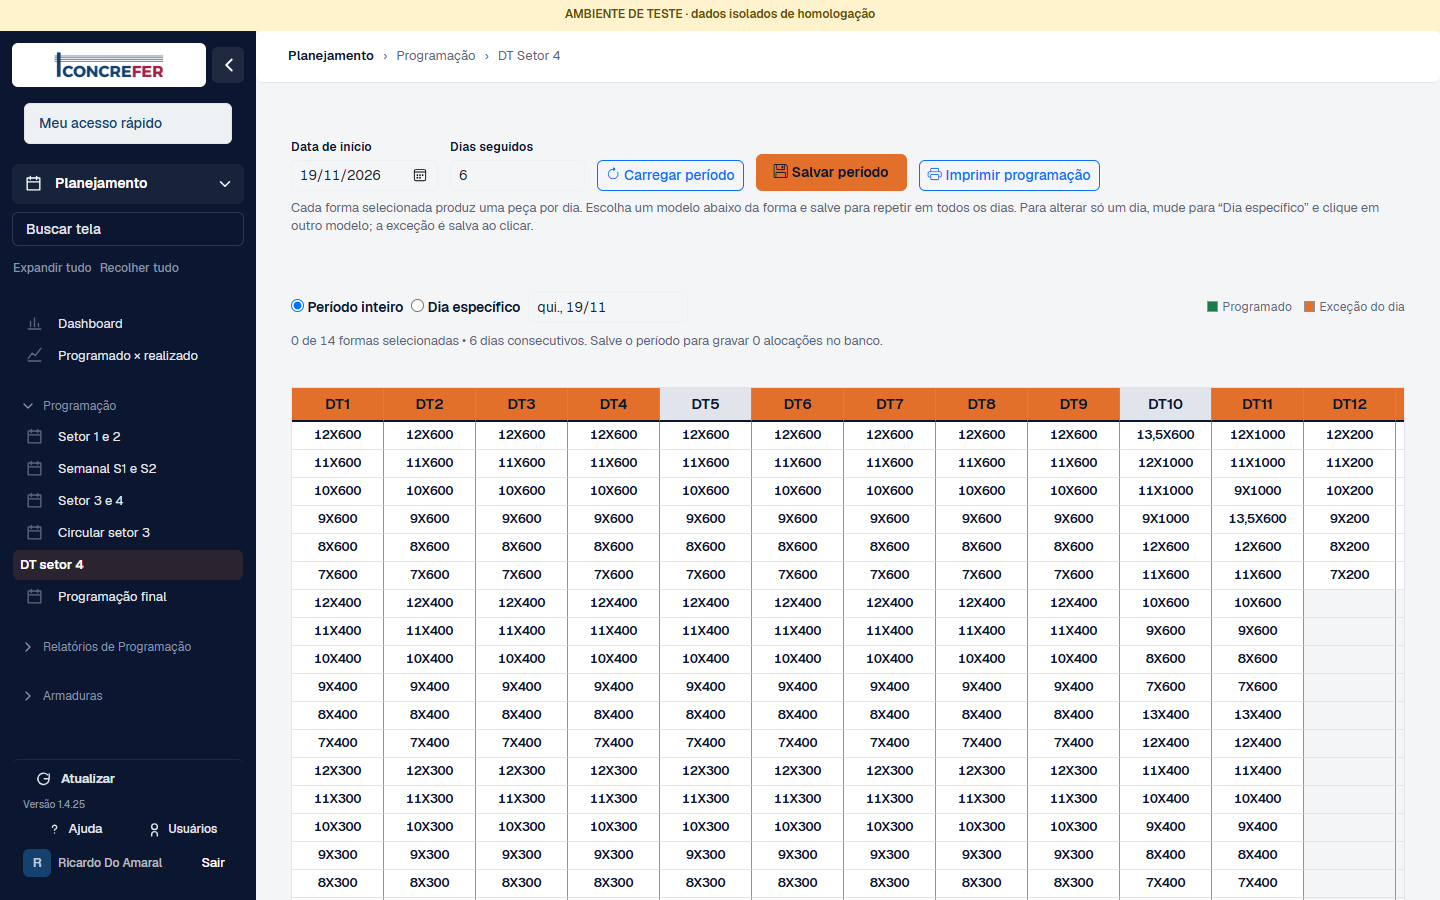 AMBIENTE DE TESTE · dados isolados de homologação
CONCREFER
Meu acesso rápido
Planejamento
Buscar tela
Expandir tudo Recolher tudo
Dashboard
Programado × realizado
Programação
Setor 1 e 2
Semanal S1 e S2
Setor 3 e 4
Circular setor 3
DT setor 4
Programação final
Relatórios de Programação
Armaduras
Atualizar
Versão 1.4.25
? Ajuda Usuários
R Ricardo Do Amaral Sair
Planejamento › Programação › DT Setor 4
Data de início Dias seguidos
19/11/2026 6 Carregar período Salvar período Imprimir programação
Cada forma selecionada produz uma peça por dia. Escolha um modelo abaixo da forma e salve para repetir em todos os dias. Para alterar só um dia, mude para “Dia específico” e clique em
outro modelo; a exceção é salva ao clicar.
Período inteiro Dia específico qui., 19/11 Programado Exceção do dia
0 de 14 formas selecionadas • 6 dias consecutivos. Salve o período para gravar 0 alocações no banco.
DT1 DT2 DT3 DT4 DT5 DT6 DT7 DT8 DT9 DT10 DT11 DT12
12X600 12X600 12X600 12X600 12X600 12X600 12X600 12X600 12X600 13,5X600 12X1000 12X200
11X600 11X600 11X600 11X600 11X600 11X600 11X600 11X600 11X600 12X1000 11X1000 11X200
10X600 10X600 10X600 10X600 10X600 10X600 10X600 10X600 10X600 11X1000 9X1000 10X200
9X600 9X600 9X600 9X600 9X600 9X600 9X600 9X600 9X600 9X1000 13,5X600 9X200
8X600 8X600 8X600 8X600 8X600 8X600 8X600 8X600 8X600 12X600 12X600 8X200
7X600 7X600 7X600 7X600 7X600 7X600 7X600 7X600 7X600 11X600 11X600 7X200
12X400 12X400 12X400 12X400 12X400 12X400 12X400 12X400 12X400 10X600 10X600
11X400 11X400 11X400 11X400 11X400 11X400 11X400 11X400 11X400 9X600 9X600
10X400 10X400 10X400 10X400 10X400 10X400 10X400 10X400 10X400 8X600 8X600
9X400 9X400 9X400 9X400 9X400 9X400 9X400 9X400 9X400 7X600 7X600
8X400 8X400 8X400 8X400 8X400 8X400 8X400 8X400 8X400 13X400 13X400
7X400 7X400 7X400 7X400 7X400 7X400 7X400 7X400 7X400 12X400 12X400
12X300 12X300 12X300 12X300 12X300 12X300 12X300 12X300 12X300 11X400 11X400
11X300 11X300 11X300 11X300 11X300 11X300 11X300 11X300 11X300 10X400 10X400
10X300 10X300 10X300 10X300 10X300 10X300 10X300 10X300 10X300 9X400 9X400
9X300 9X300 9X300 9X300 9X300 9X300 9X300 9X300 9X300 8X400 8X400
8X300 8X300 8X300 8X300 8X300 8X300 8X300 8X300 8X300 7X400 7X400